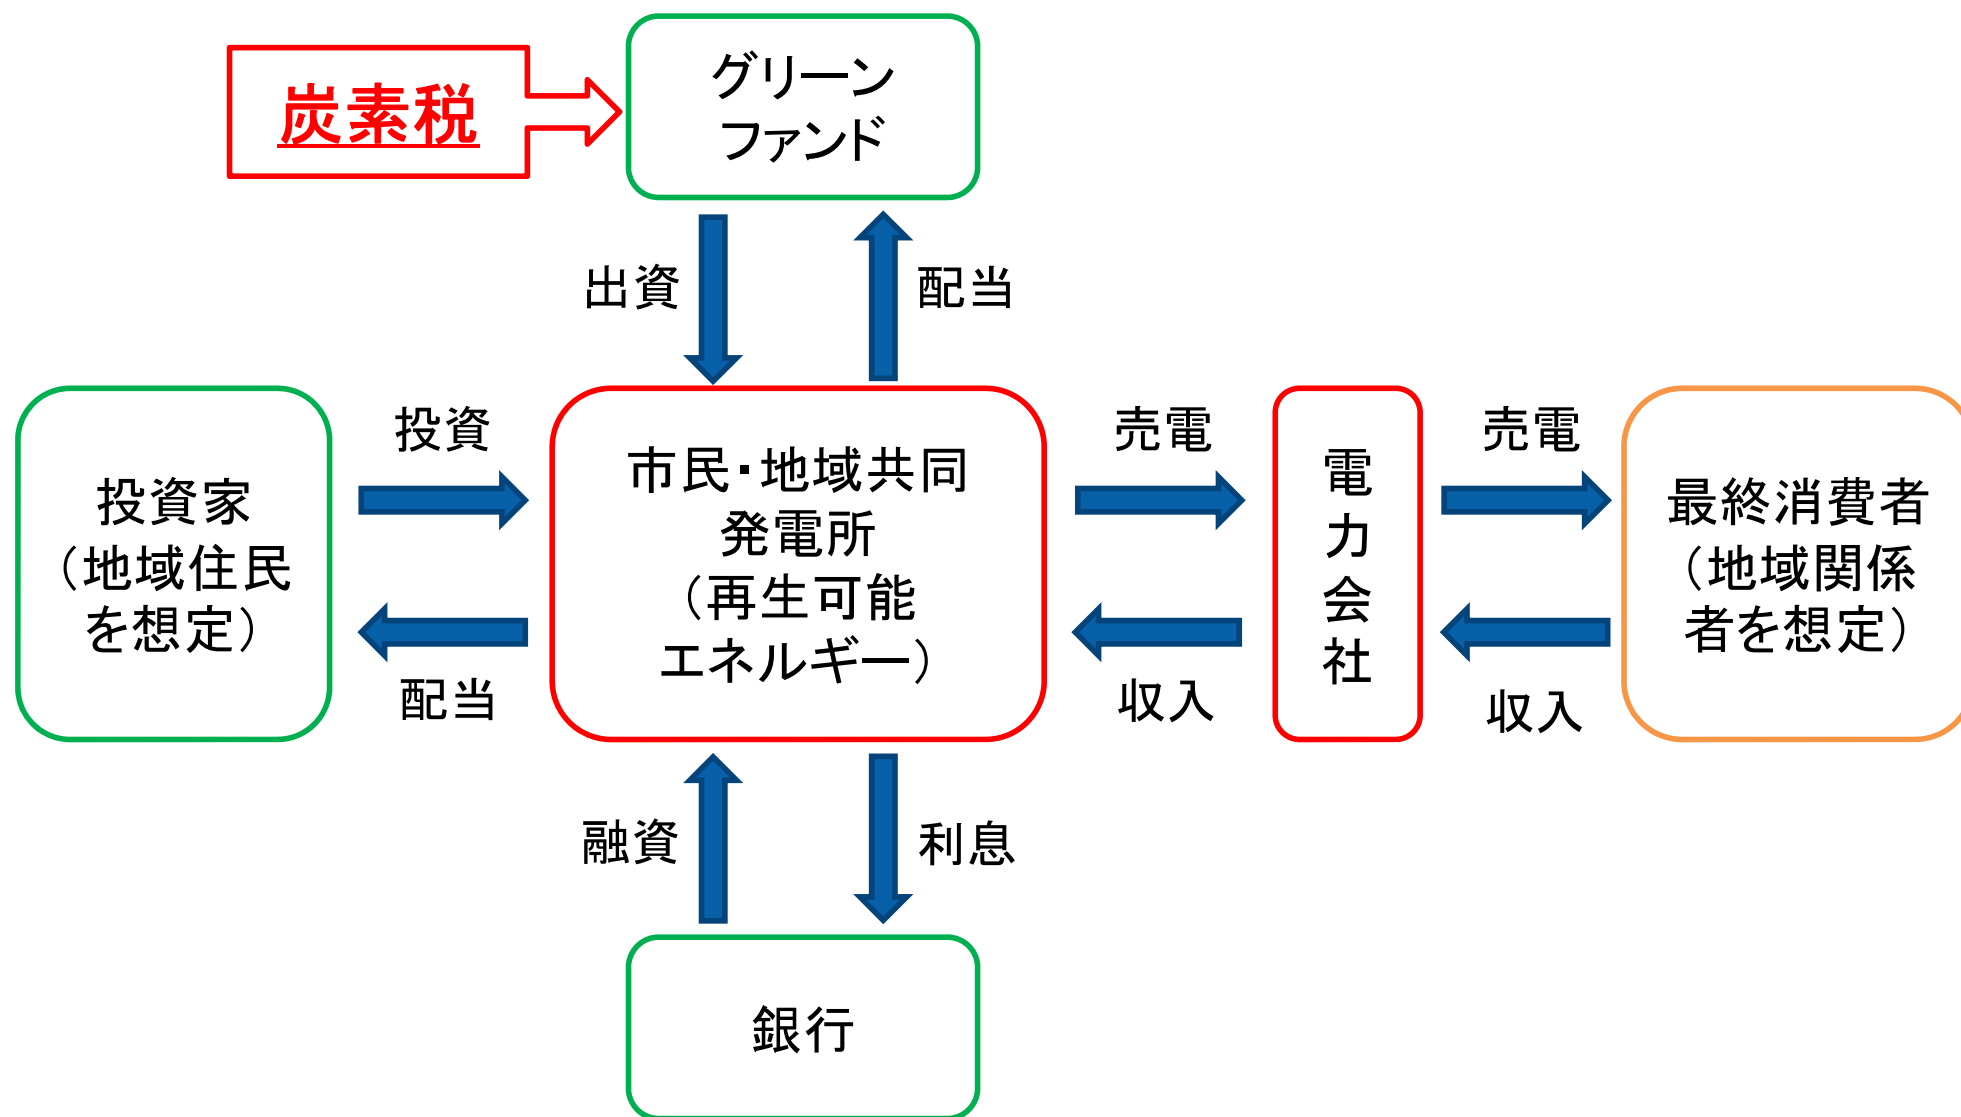 炭素税
グリーン
ファンド
出資
配当
投資家
（地域住民
を想定）
投資
配当
市民・地域共同
発電所
（再生可能
エネルギー）
売電
収入
電
力
会
社
売電
収入
最終消費者
（地域関係
者を想定）
融資
利息
銀行